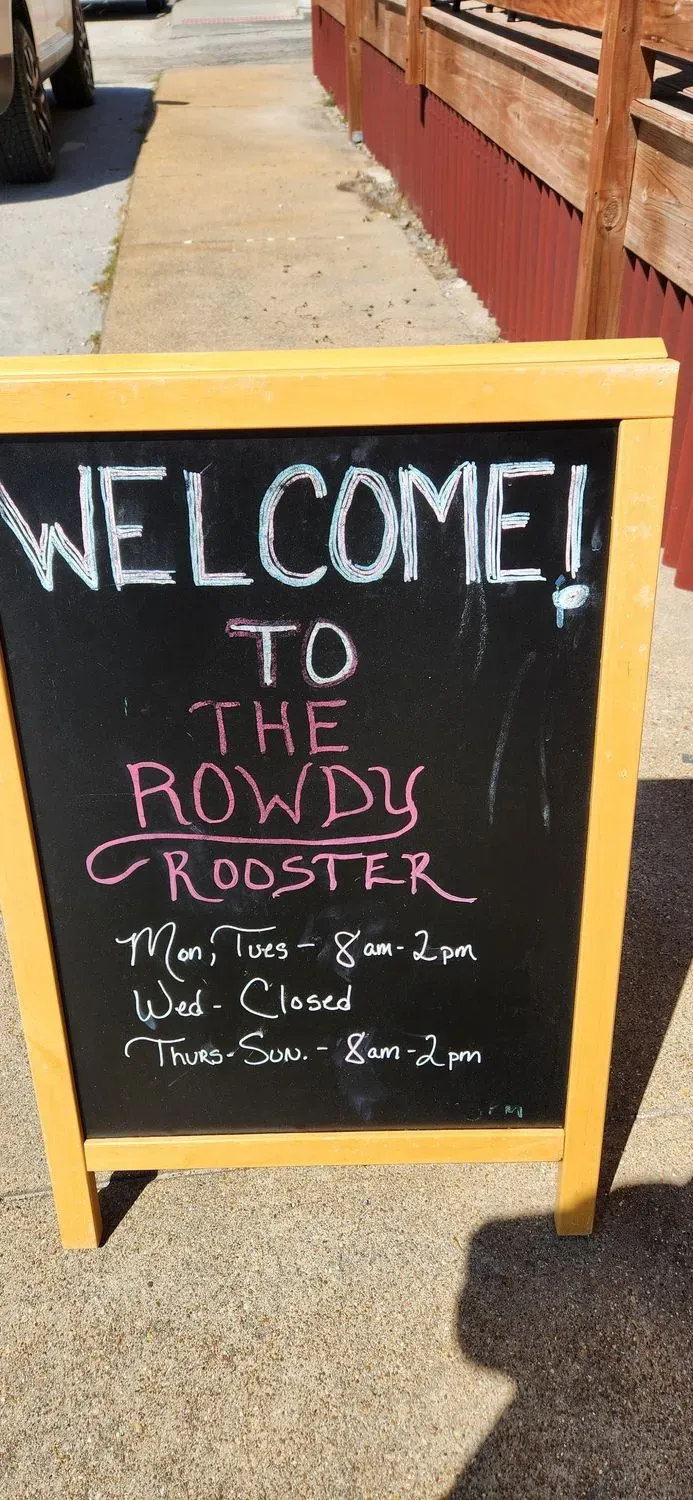 WELCOME!
TO
THE
ROWDY
ROOSTER
Mon, Tues - 8am-2pm
Wed - Closed
Thurs-Sun. - 8am-2pm